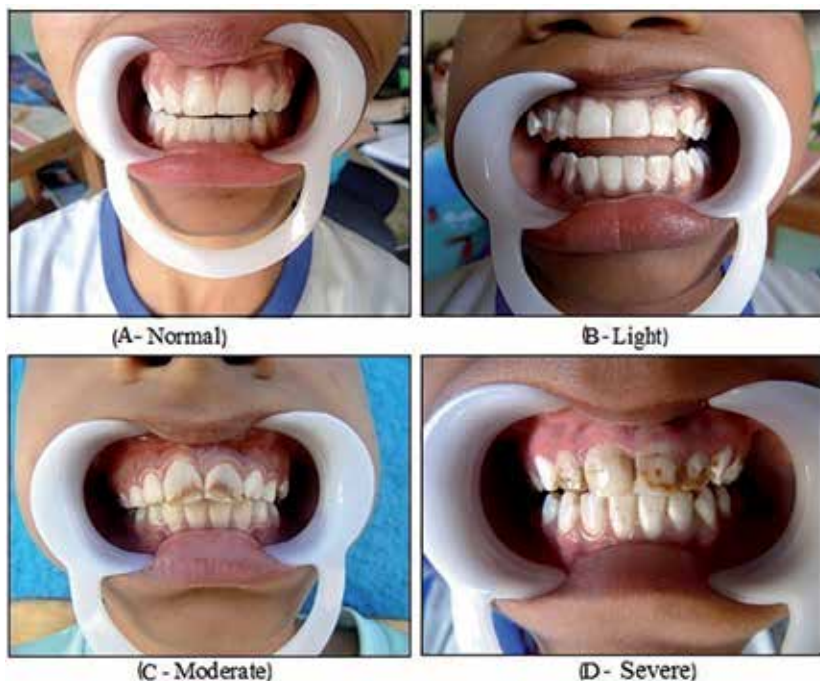 (A- Normal)
(B- Light)
(C - Moderate)
(D - Severe)